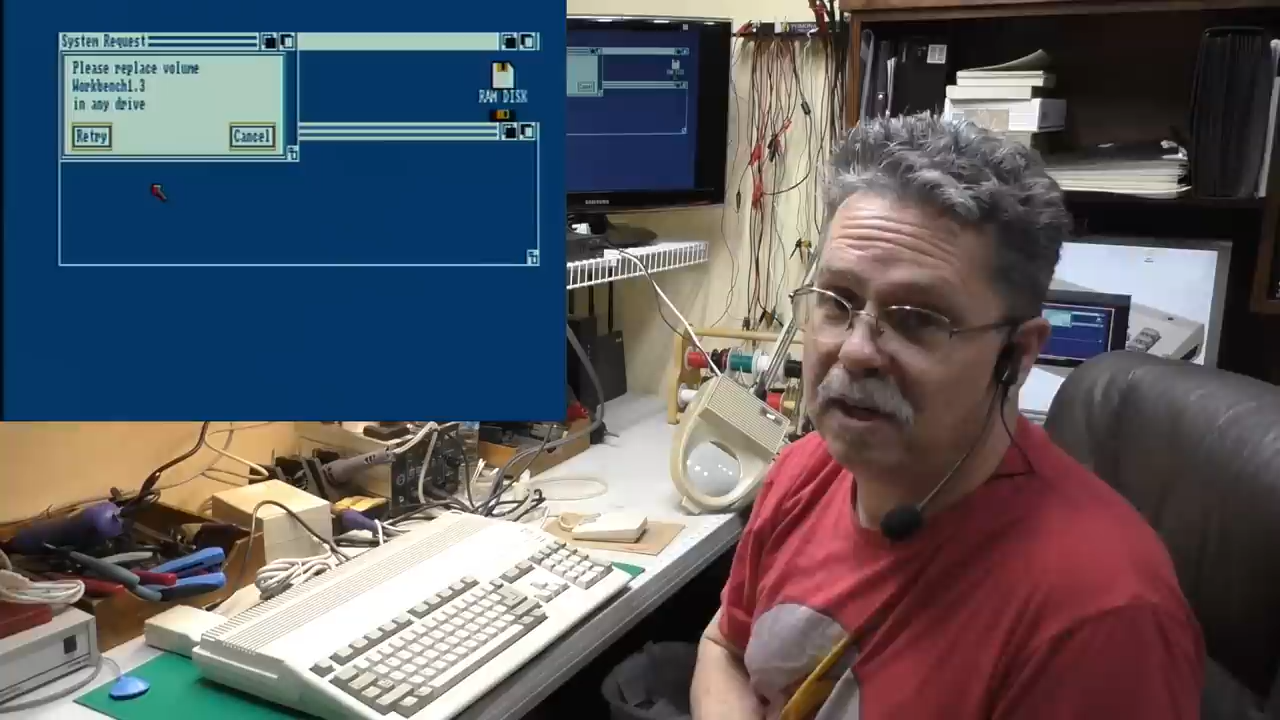 System Request
Please replace volume
Workbench1.3
in any drive
Retry
Cancel
RAM DISK
SAMSUNG